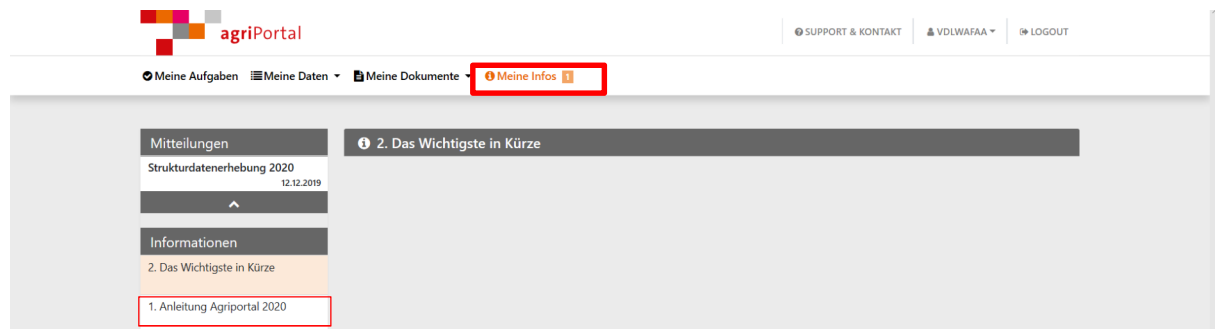 agriPortal
SUPPORT & KONTAKT VDLWAFAA LOGOUT
Meine Aufgaben Meine Daten Meine Dokumente Meine Infos 1
Mitteilungen
Strukturdatenerhebung 2020
12.12.2019
Informationen
2. Das Wichtigste in Kürze
1. Anleitung Agriportal 2020
2. Das Wichtigste in Kürze